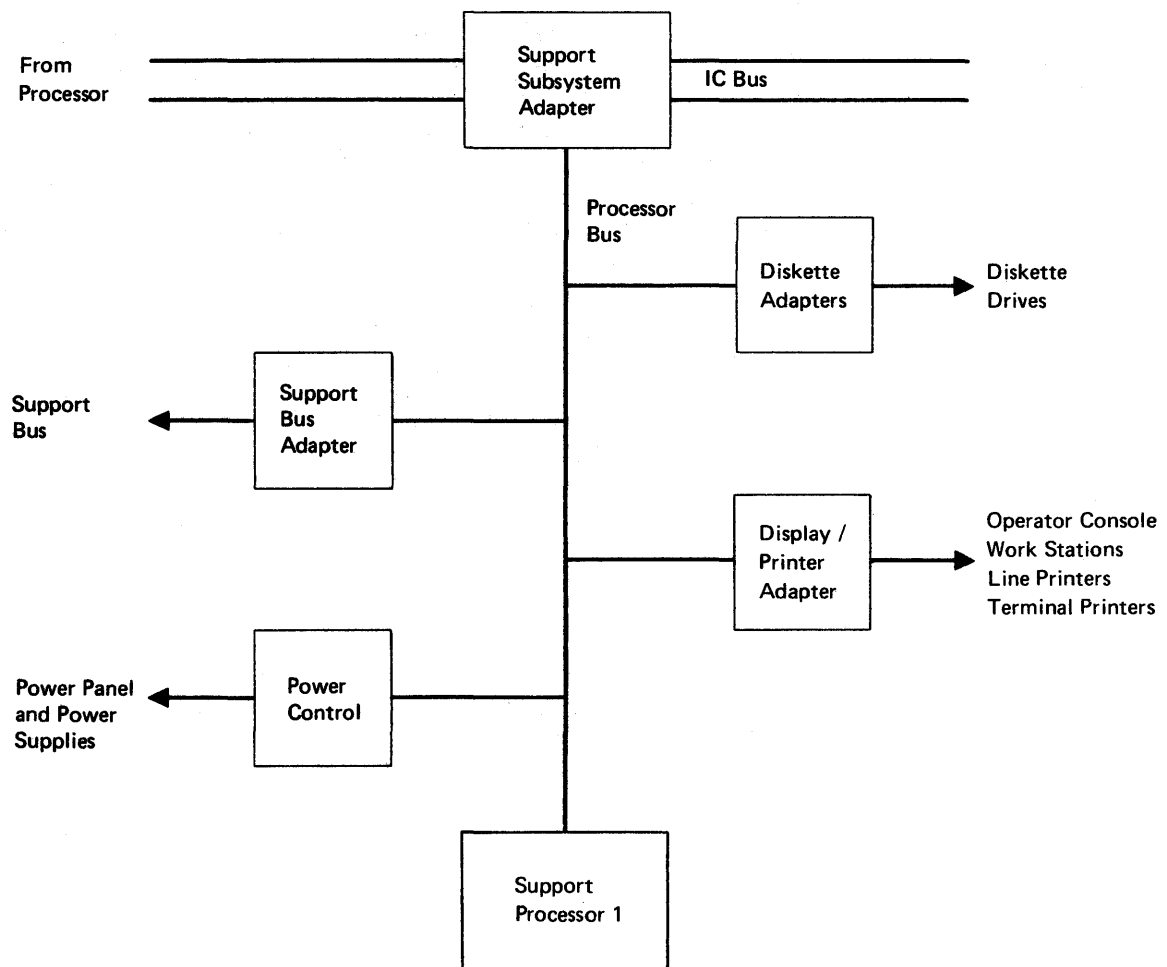 From
Processor
Support
Subsystem
Adapter
IC Bus
Processor
Bus
Diskette
Adapters
Diskette
Drives
Support
Bus
Support
Bus
Adapter
Display /
Printer
Adapter
Operator Console
Work Stations
Line Printers
Terminal Printers
Power Panel
and Power
Supplies
Power
Control
Support
Processor 1